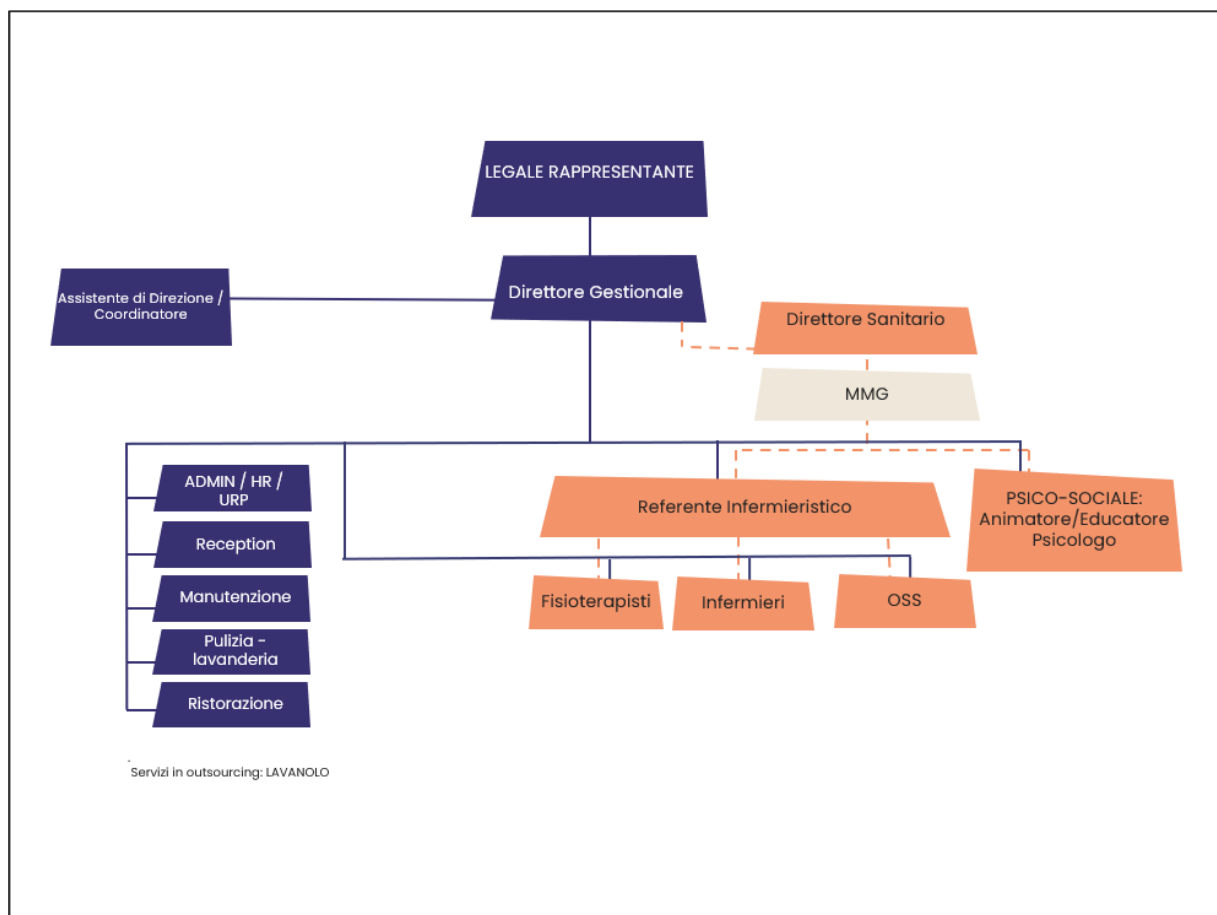 LEGALE RAPPRESENTANTE
Direttore Gestionale
Assistente di Direzione /
Coordinatore
Direttore Sanitario
MMG
ADMIN / HR /
URP
Reception
Manutenzione
Pulizia -
lavanderia
Ristorazione
Referente Infermieristico
PSICO-SOCIALE:
Animatore/Educatore
Psicologo
Fisioterapisti
Infermieri
OSS
Servizi in outsourcing: LAVANOLO